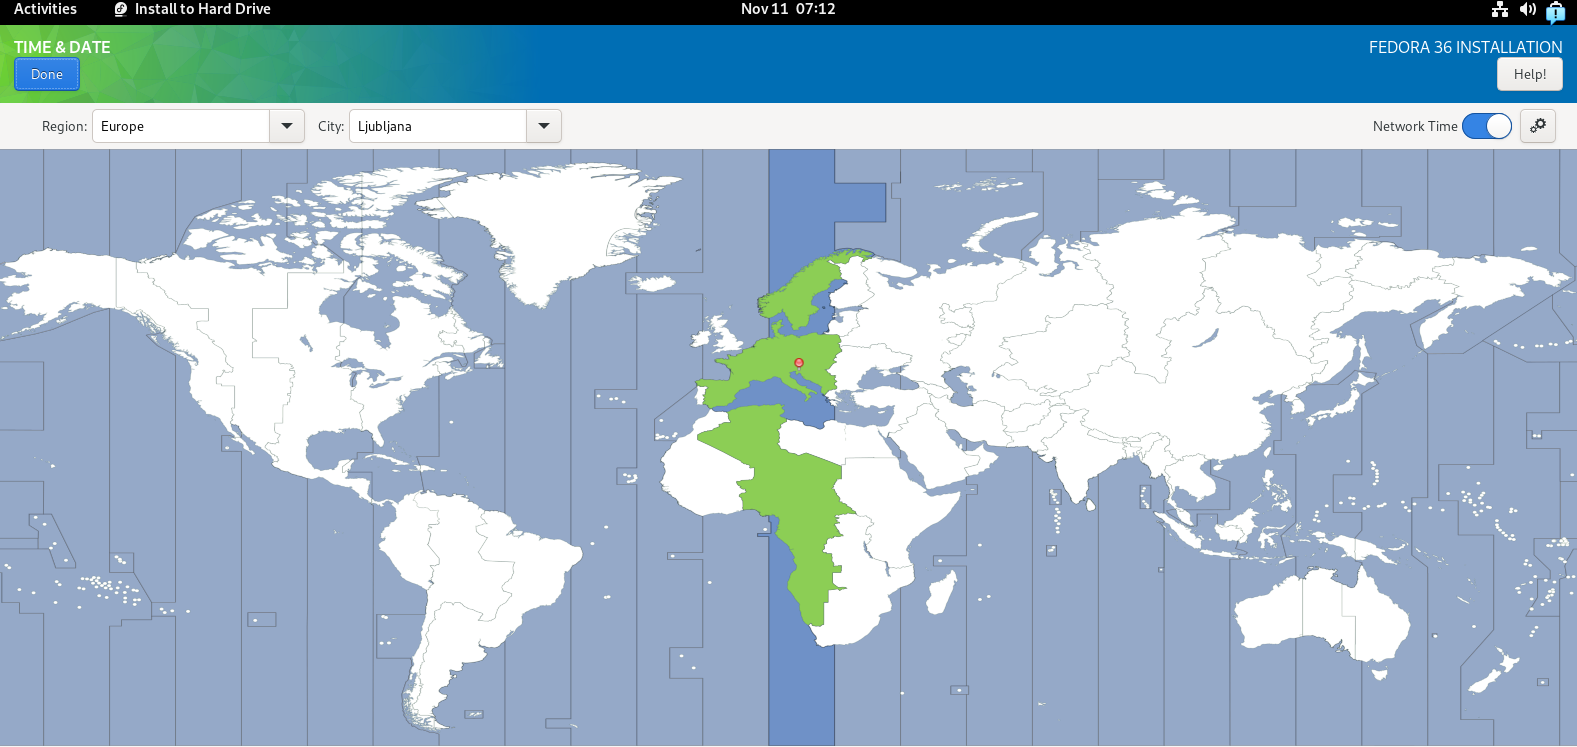 Activities Install to Hard Drive Nov 11 07:12
TIME & DATE FEDORA 36 INSTALLATION
Done Help!
Region: Europe City: Ljubljana Network Time